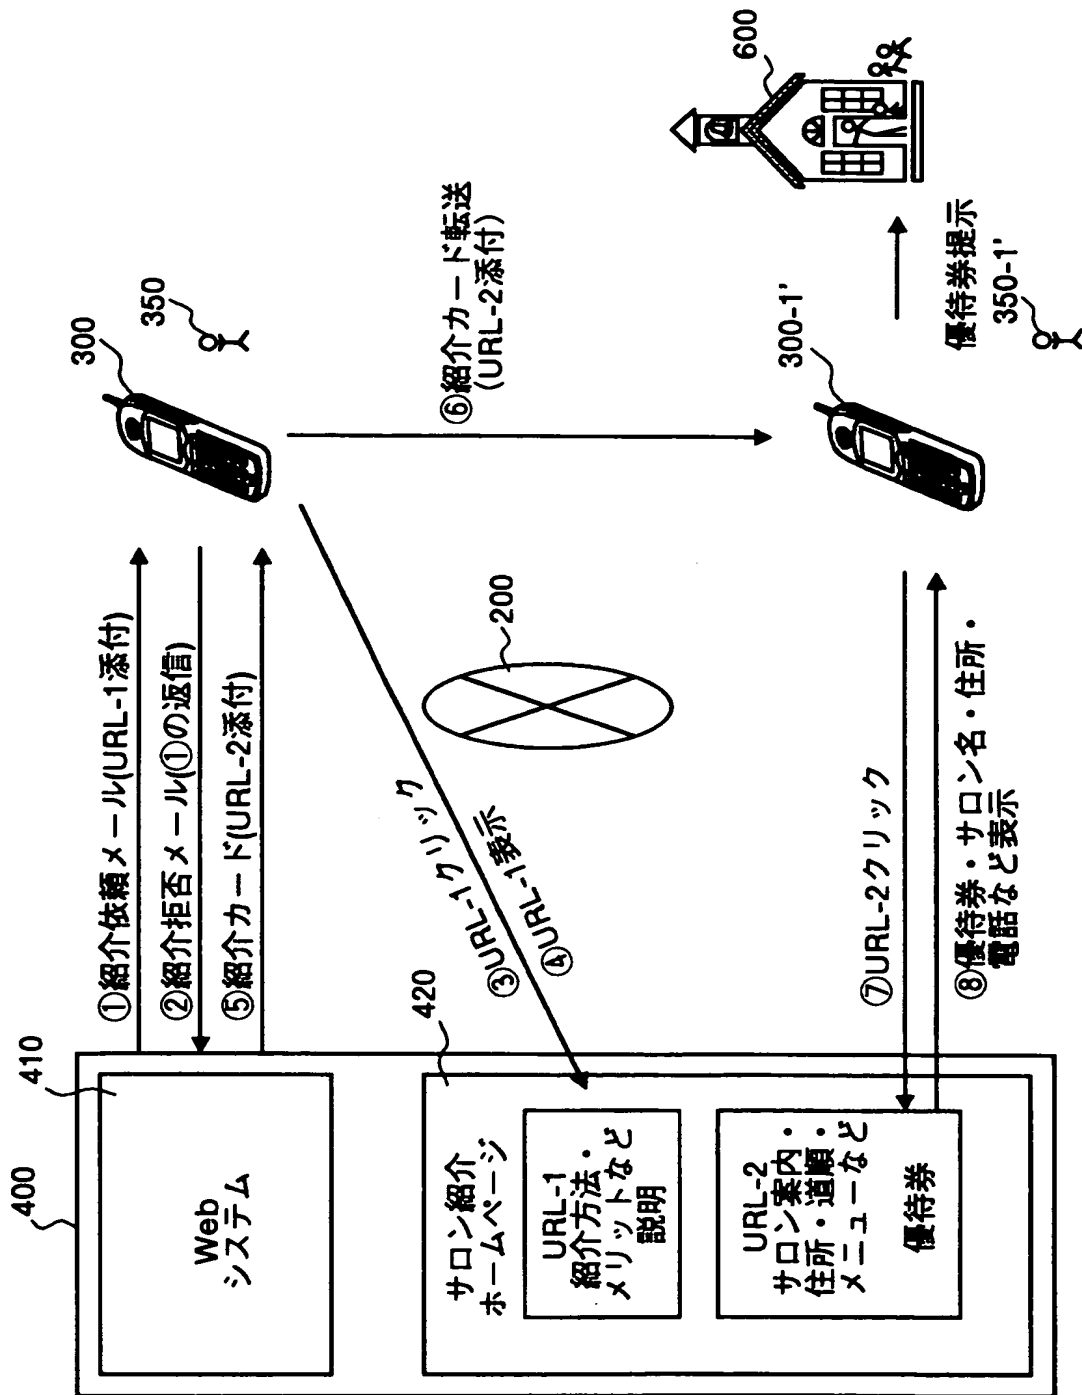 400
410
Web
システム
420
サロン紹介
ホームページ
URL-1
紹介方法・
メリットなど
説明
URL-2
サロン案内・
住所・道順・
メニューなど
優待券
①紹介依頼メール(URL-1添付)
②紹介拒否メール(①の返信)
⑤紹介カード(URL-2添付)
③URL-1クリック
④URL-1表示
200
⑦URL-2クリック
⑧優待券・サロン名・住所・
電話など表示
300
350
⑥紹介カード転送
(URL-2添付)
300-1'
優待券提示
350-1'
600